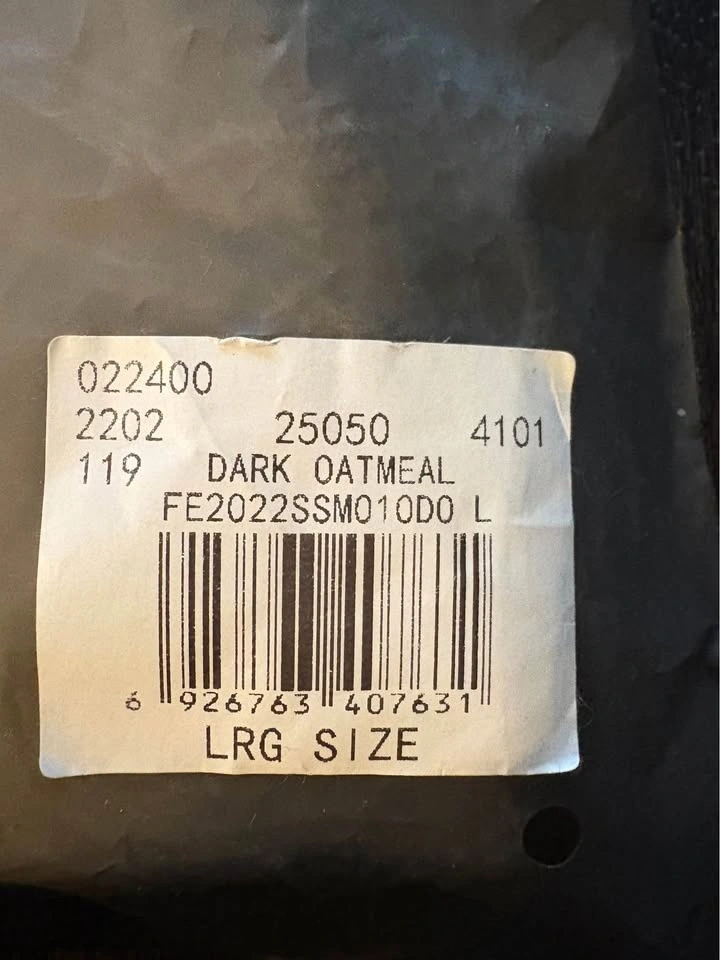 022400
2202 25050 4101
119 DARK OATMEAL
FE2022SSM010D0 L
6 926763 407631
LRG SIZE